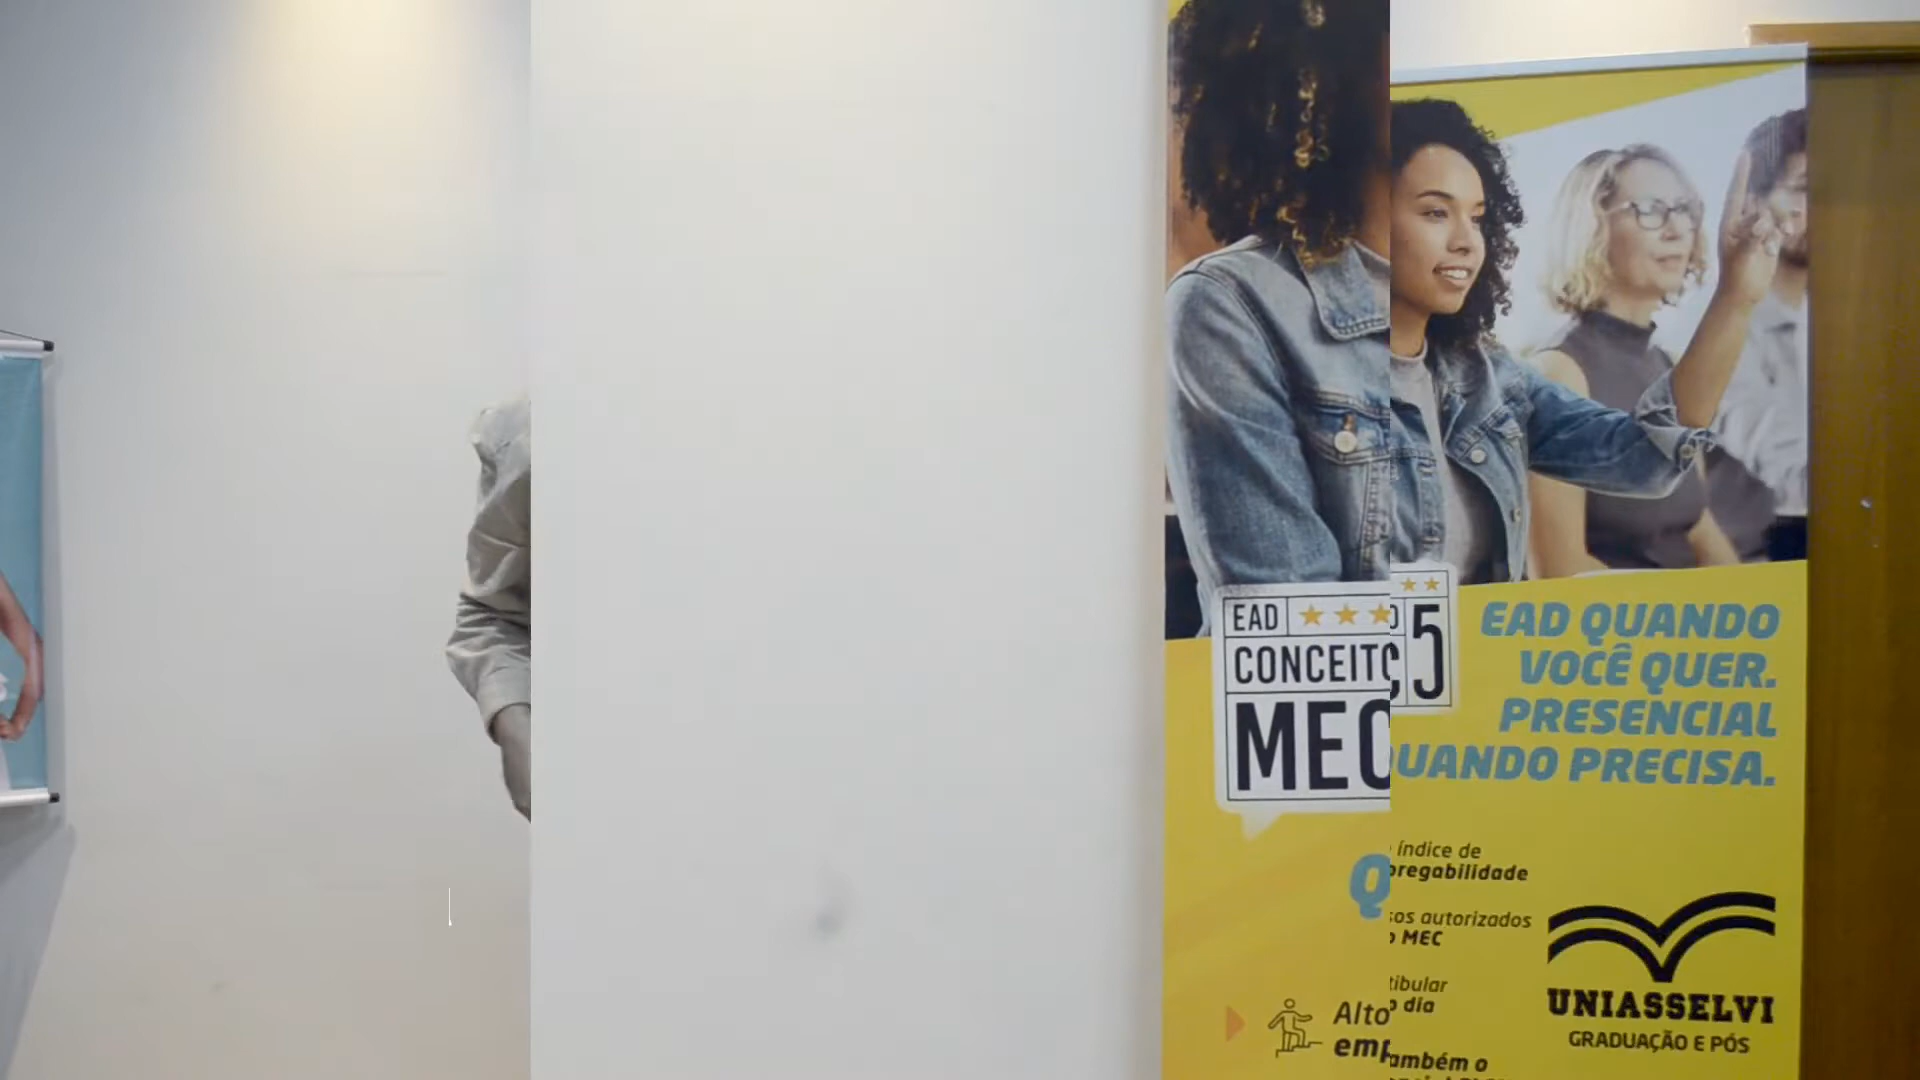 EAD
CONCEITO
MEC
5
EAD QUANDO
VOCÊ QUER.
PRESENCIAL
QUANDO PRECISA.
índice de
pregabilidade
sos autorizados
o MEC
tibular
o dia
Alto
emp
ambém o
UNIASSELVI
GRADUAÇÃO E PÓS